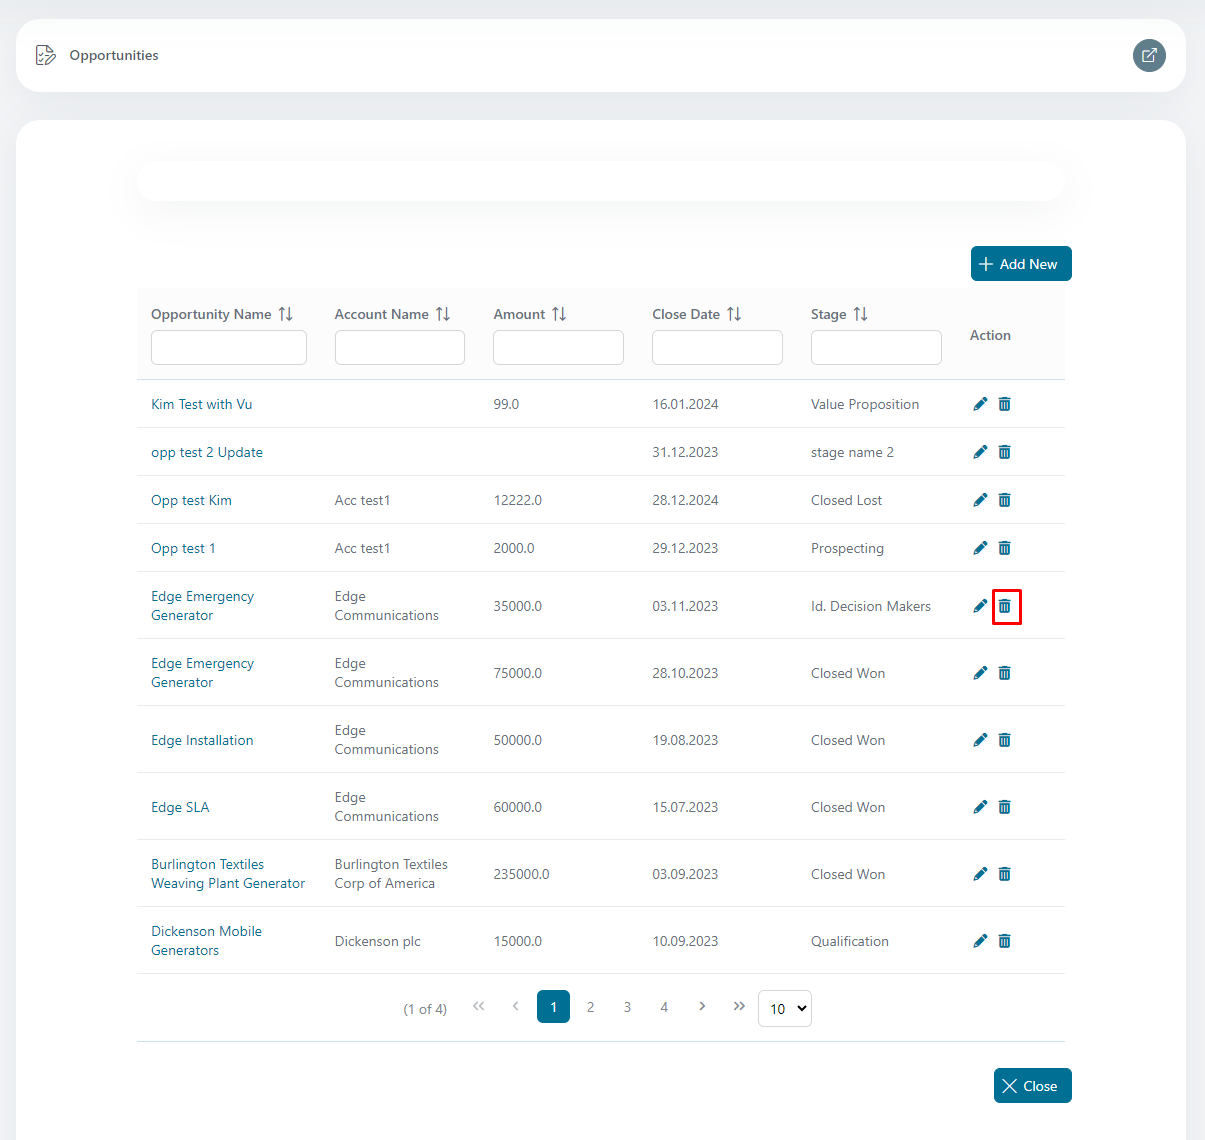 Opportunities
Add New
Opportunity Name Account Name Amount Close Date Stage Action
Kim Test with Vu 99.0 16.01.2024 Value Proposition
opp test 2 Update 31.12.2023 stage name 2
Opp test Kim Acc test1 12222.0 28.12.2024 Closed Lost
Opp test 1 Acc test1 2000.0 29.12.2023 Prospecting
Edge Emergency Generator Edge Communications 35000.0 03.11.2023 Id. Decision Makers
Edge Emergency Generator Edge Communications 75000.0 28.10.2023 Closed Won
Edge Installation Edge Communications 50000.0 19.08.2023 Closed Won
Edge SLA Edge Communications 60000.0 15.07.2023 Closed Won
Burlington Textiles Weaving Plant Generator Burlington Textiles Corp of America 235000.0 03.09.2023 Closed Won
Dickenson Mobile Generators Dickenson plc 15000.0 10.09.2023 Qualification
(1 of 4) 1 2 3 4 10
Close